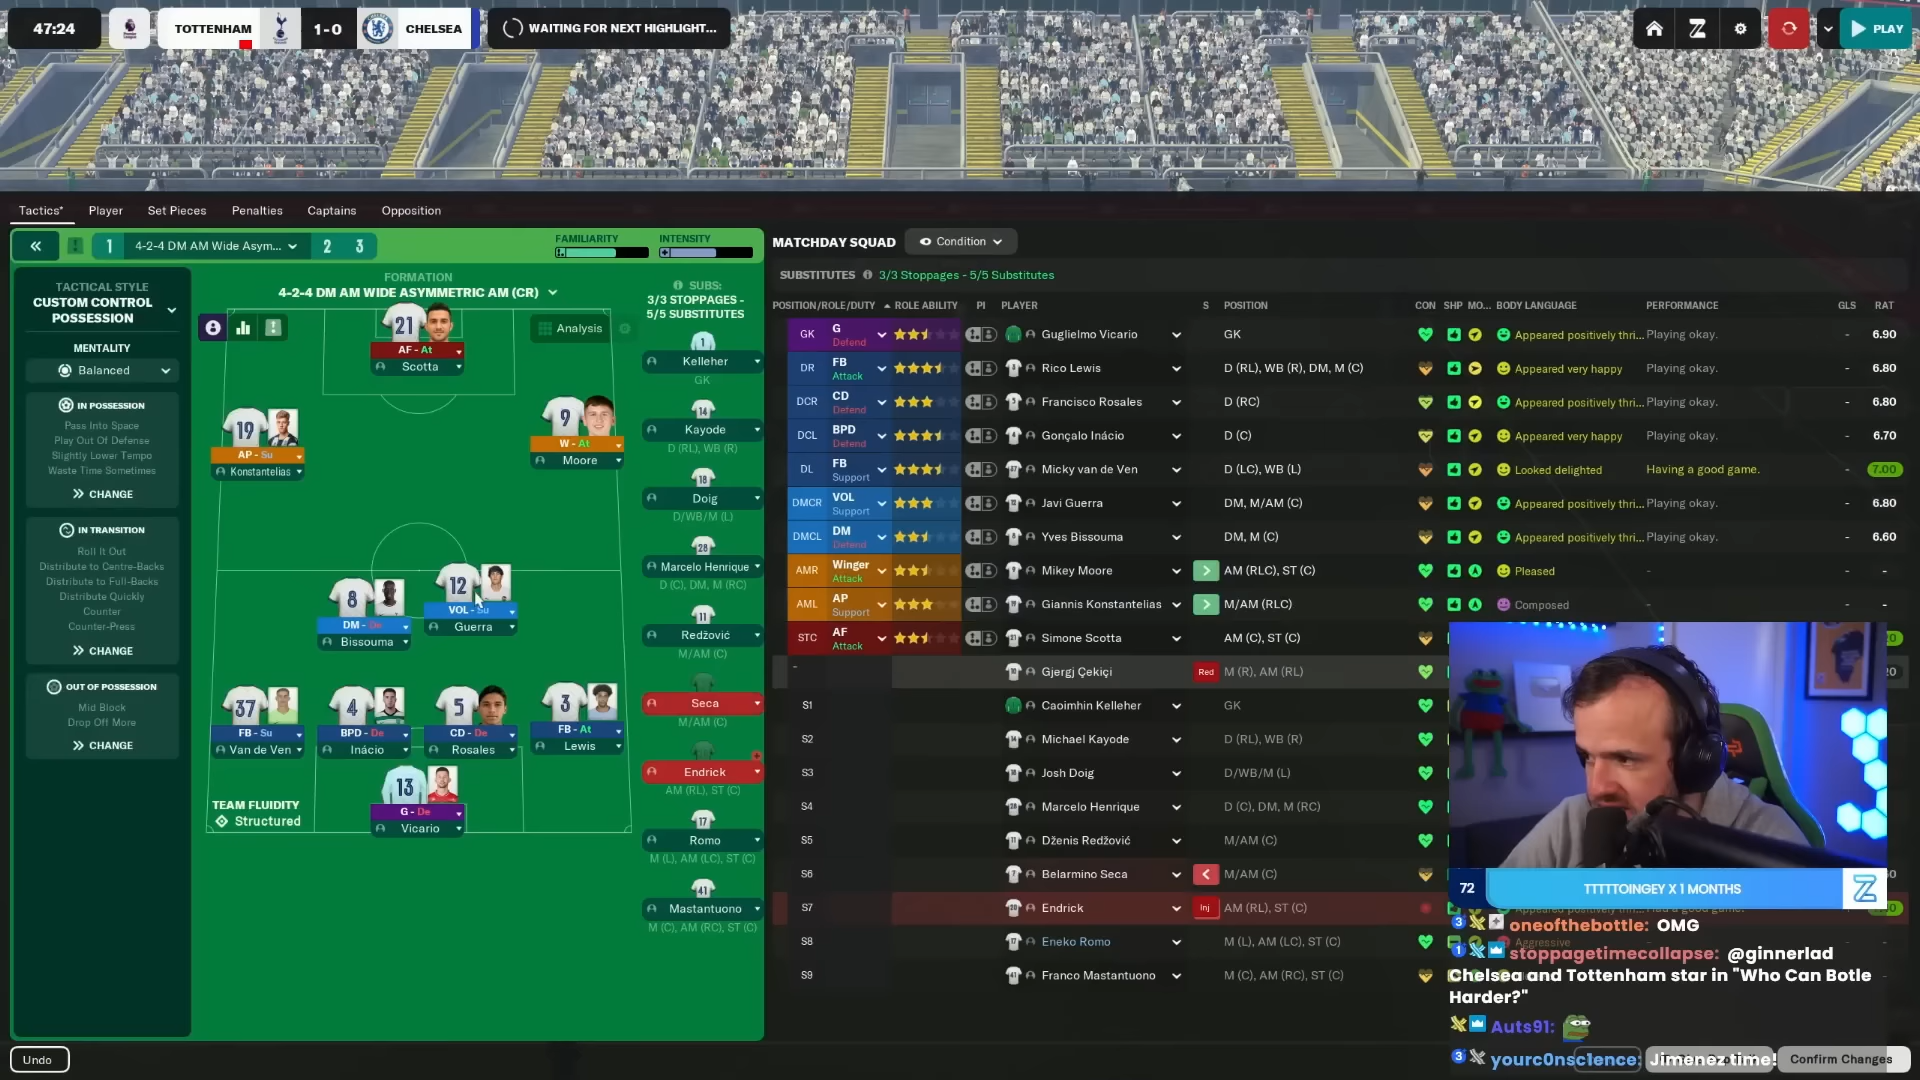 47:24
TOTTENHAM
1 - 0
CHELSEA
WAITING FOR NEXT HIGHLIGHT...
PLAY
Tactics*
Player
Set Pieces
Penalties
Captains
Opposition
1
4-2-4 DM AM Wide Asym...
2
3
FAMILIARITY
INTENSITY
TACTICAL STYLE
CUSTOM CONTROL
POSSESSION
MENTALITY
Balanced
IN POSSESSION
Pass Into Space
Play Out Of Defense
Slightly Lower Tempo
Waste Time Sometimes
CHANGE
IN TRANSITION
Roll It Out
Distribute to Centre-Backs
Distribute to Full-Backs
Distribute Quickly
Counter
Counter-Press
CHANGE
OUT OF POSSESSION
Mid Block
Drop Off More
CHANGE
FORMATION
4-2-4 DM AM WIDE ASYMMETRIC AM (CR)
Analysis
21
AF - At
Scotta
19
AP - Su
Konstantelias
9
W - At
Moore
8
DM - De
Bissouma
12
VOL - Su
Guerra
37
FB - Su
Van de Ven
4
BPD - De
Inácio
5
CD - De
Rosales
3
FB - At
Lewis
13
G - De
Vicario
TEAM FLUIDITY
Structured
SUBS:
3/3 STOPPAGES -
5/5 SUBSTITUTES
1
Kelleher
GK
14
Kayode
D (RL), WB (R)
18
Doig
D/WB/M (L)
28
Marcelo Henrique
D (C), DM, M (RC)
11
Redžović
M/AM (C)
Seca
M/AM (C)
Endrick
AM (RL), ST (C)
17
Romo
M (L), AM (LC), ST (C)
41
Mastantuono
M (C), AM (RC), ST (C)
MATCHDAY SQUAD
Condition
SUBSTITUTES 3/3 Stoppages - 5/5 Substitutes
POSITION/ROLE/DUTY ROLE ABILITY PI PLAYER S POSITION CON SHP MO... BODY LANGUAGE PERFORMANCE GLS RAT
GK G Defend Guglielmo Vicario GK Appeared positively thri... Playing okay. - 6.90
DR FB Attack Rico Lewis D (RL), WB (R), DM, M (C) Appeared very happy Playing okay. - 6.80
DCR CD Defend Francisco Rosales D (RC) Appeared positively thri... Playing okay. - 6.80
DCL BPD Defend Gonçalo Inácio D (C) Appeared very happy Playing okay. - 6.70
DL FB Support Micky van de Ven D (LC), WB (L) Looked delighted Having a good game. - 7.00
DMCR VOL Support Javi Guerra DM, M/AM (C) Appeared positively thri... Playing okay. - 6.80
DMCL DM Defend Yves Bissouma DM, M (C) Appeared positively thri... Playing okay. - 6.60
AMR Winger Attack Mikey Moore AM (RLC), ST (C) Pleased - - -
AML AP Support Giannis Konstantelias M/AM (RLC) Composed - - -
STC AF Attack Simone Scotta AM (C), ST (C)
- Gjergj Çekiçi Red M (R), AM (RL)
S1 Caoimhin Kelleher GK
S2 Michael Kayode D (RL), WB (R)
S3 Josh Doig D/WB/M (L)
S4 Marcelo Henrique D (C), DM, M (RC)
S5 Dženis Redžović M/AM (C)
S6 Belarmino Seca M/AM (C)
S7 Endrick Inj AM (RL), ST (C)
S8 Eneko Romo M (L), AM (LC), ST (C) Aggressive
S9 Franco Mastantuono M (C), AM (RC), ST (C)
72
TTTTTOINGEY X 1 MONTHS
3 oneofthebottle: OMG
1 stoppagetimecollapse: @ginnerlad
Chelsea and Tottenham star in "Who Can Botle
Harder?"
Auts91:
3 yourc0nsc1ence: Jimenez time!
Undo
Confirm Changes